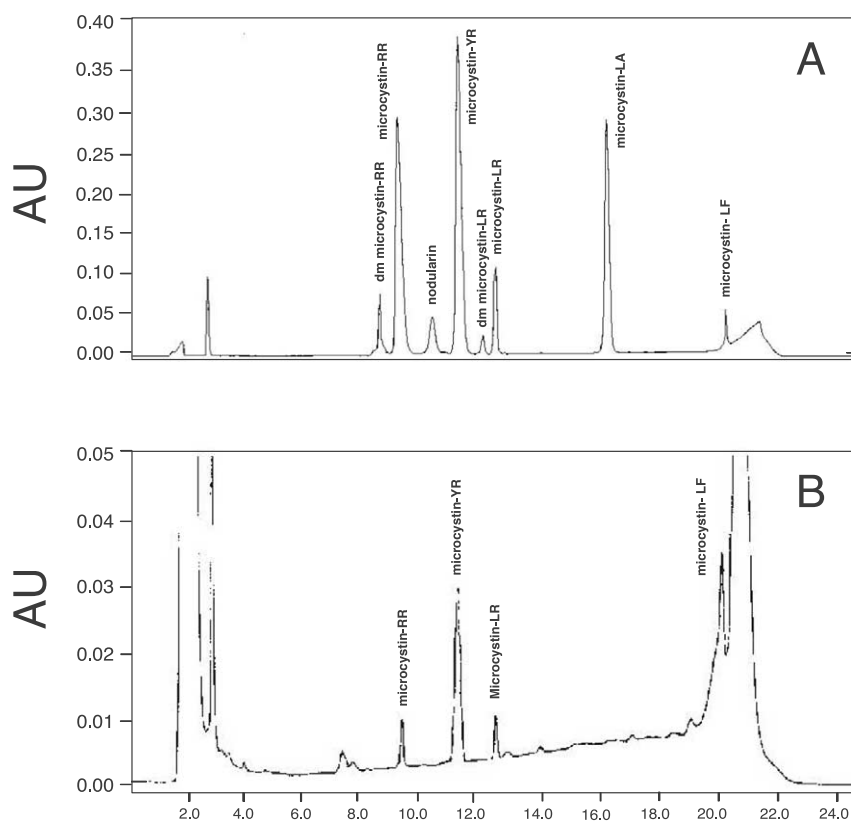 0.40
0.35
0.30
0.25
0.20
0.15
0.10
0.05
0.00
AU
A
dm microcystin-RR
microcystin-RR
nodularin
microcystin-YR
dm microcystin-LR
microcystin-LR
microcystin-LA
microcystin- LF
0.05
0.04
0.03
0.02
0.01
0.00
AU
B
microcystin-RR
microcystin-YR
Microcystin-LR
microcystin- LF
2.0 4.0 6.0 8.0 10.0 12.0 14.0 16.0 18.0 20.0 22.0 24.0